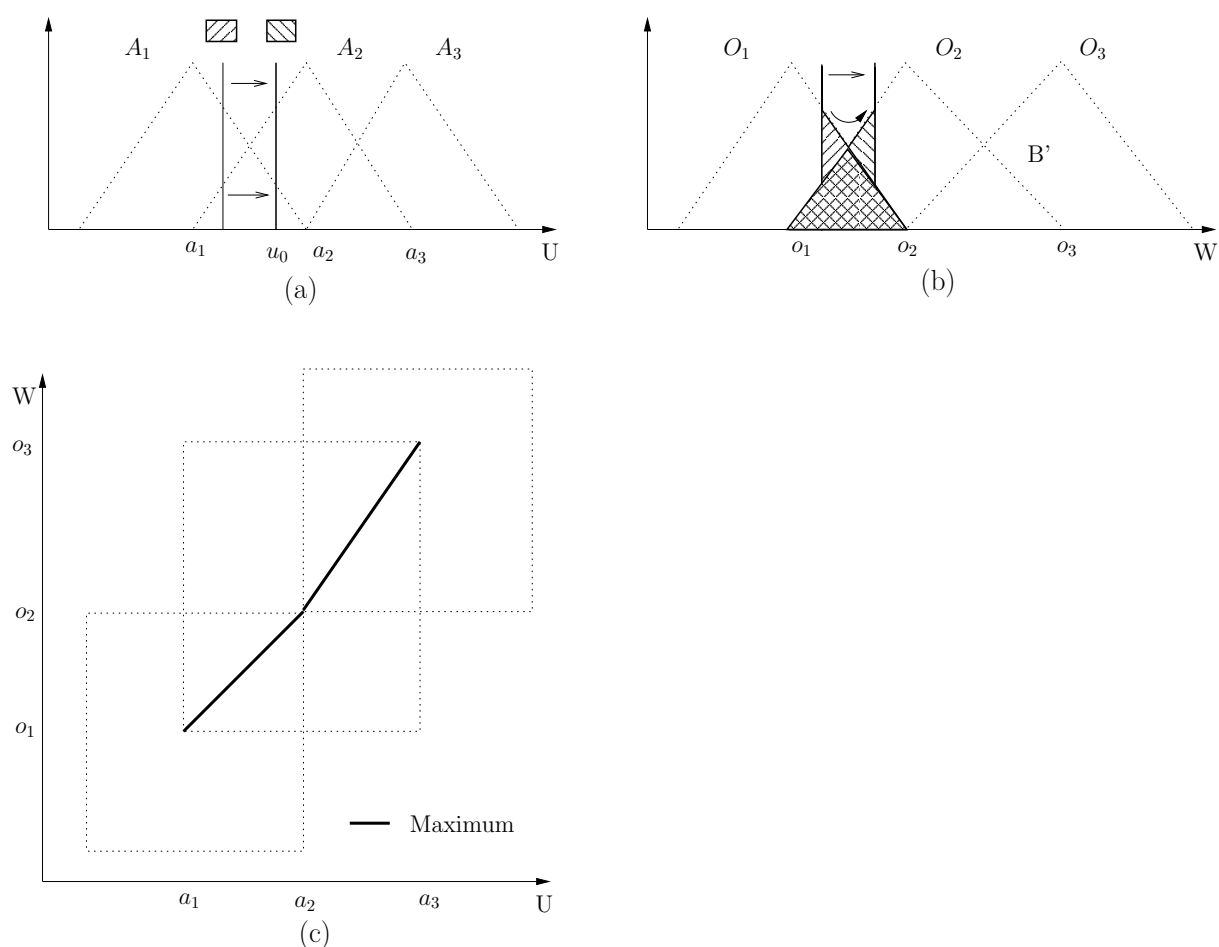 A₁ A₂ A₃
a₁ u₀ a₂ a₃ U
(a)
O₁ O₂ O₃
B'
o₁ o₂ o₃ W
(b)
W
o₃
o₂
o₁
Maximum
a₁ a₂ a₃ U
(c)